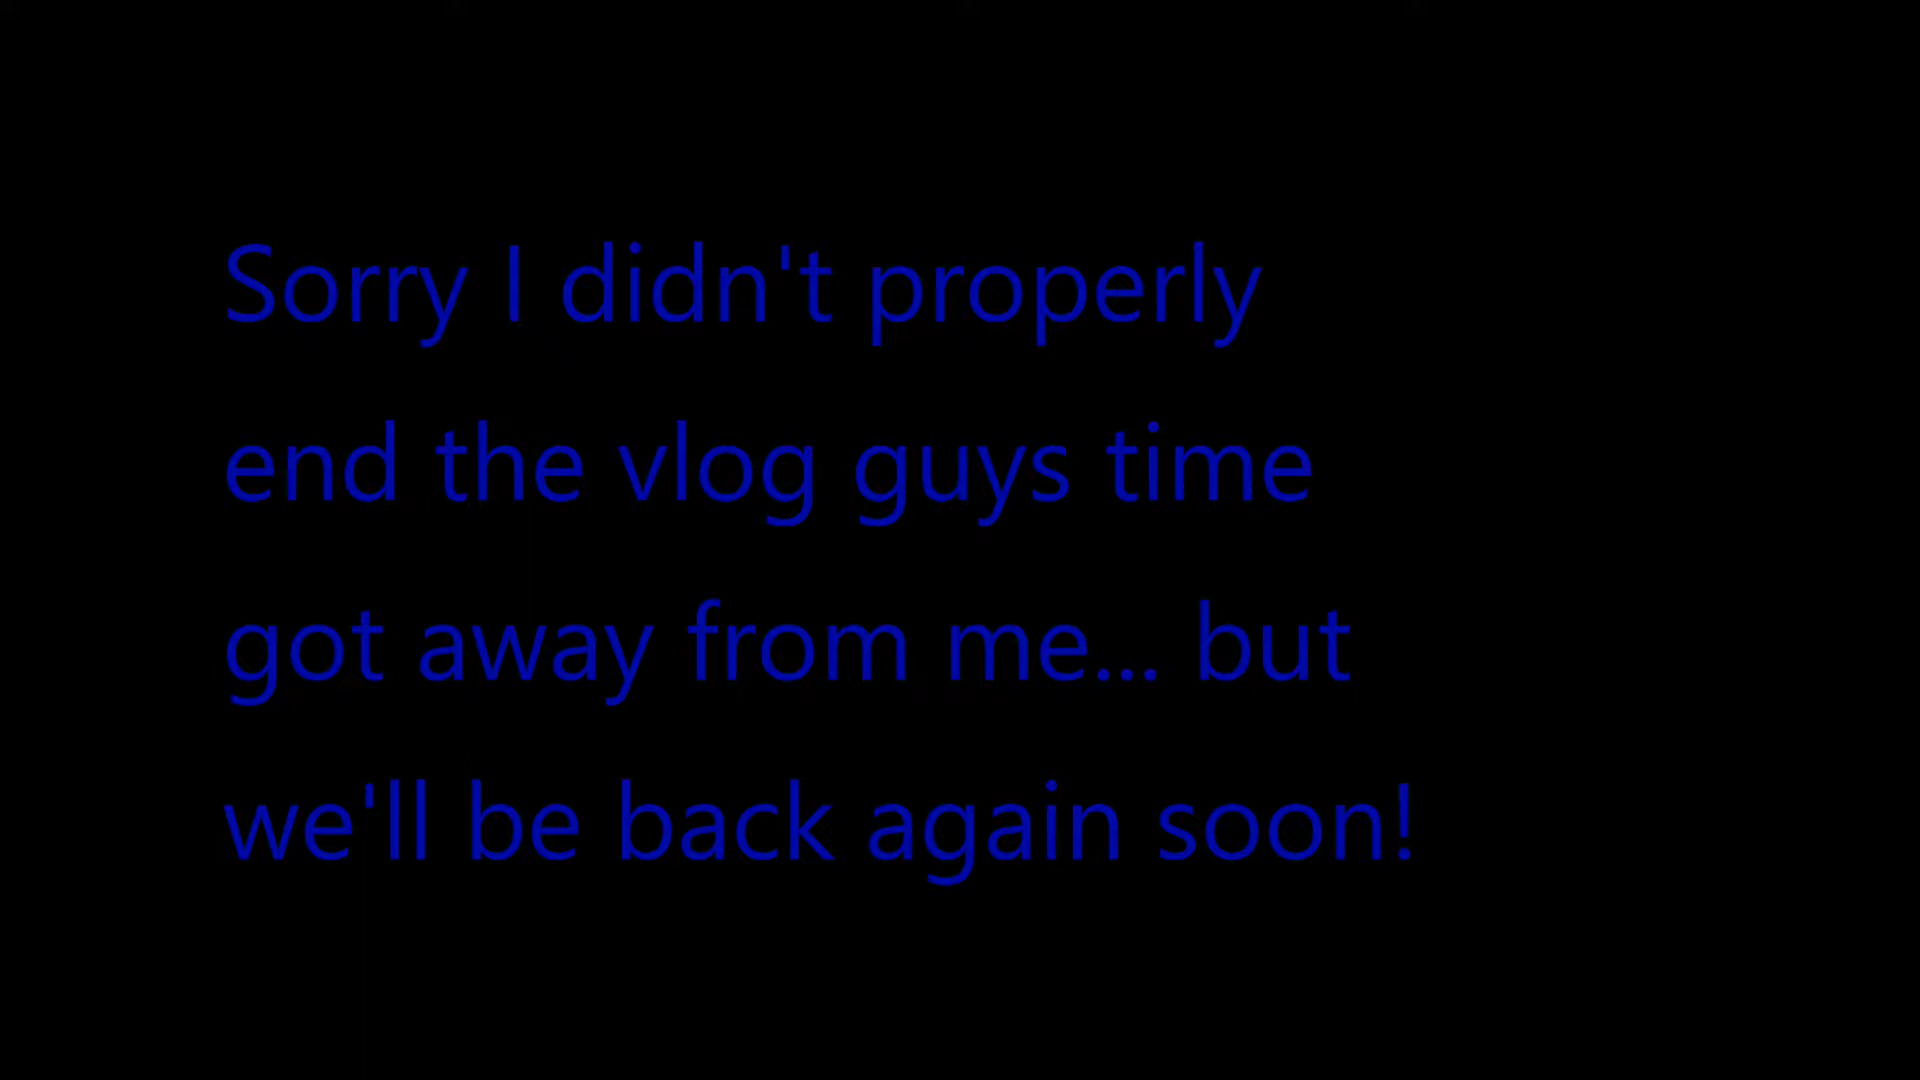 Sorry I didn't properly
end the vlog guys time
got away from me... but
we'll be back again soon!